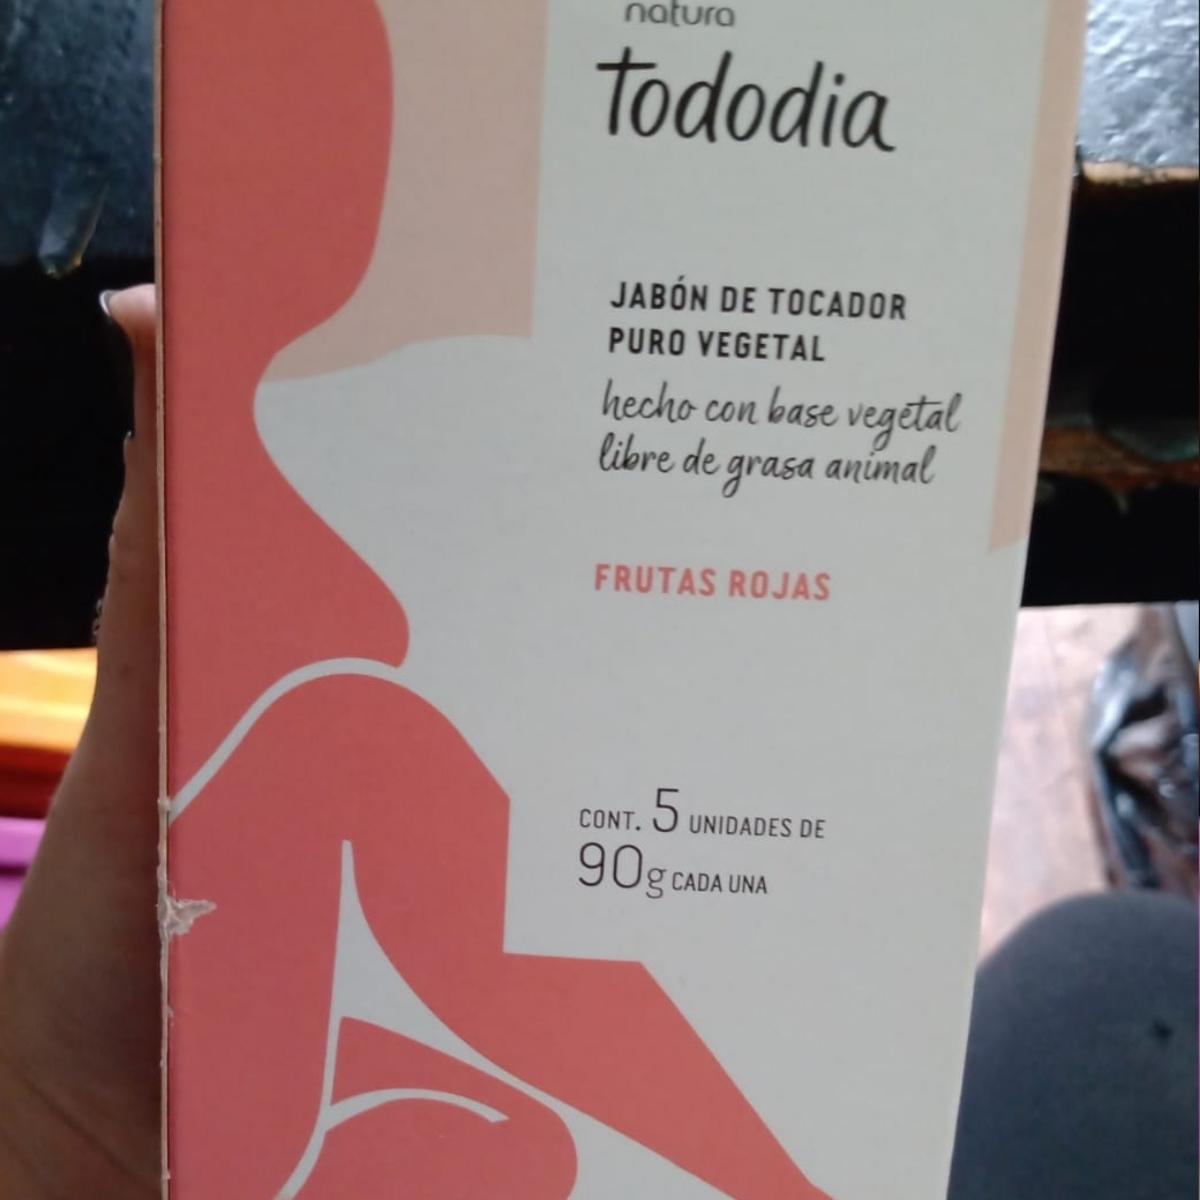 natura
Tododia
JABÓN DE TOCADOR
PURO VEGETAL
hecho con base vegetal
libre de grasa animal
FRUTAS ROJAS
CONT. 5 UNIDADES DE
90g CADA UNA